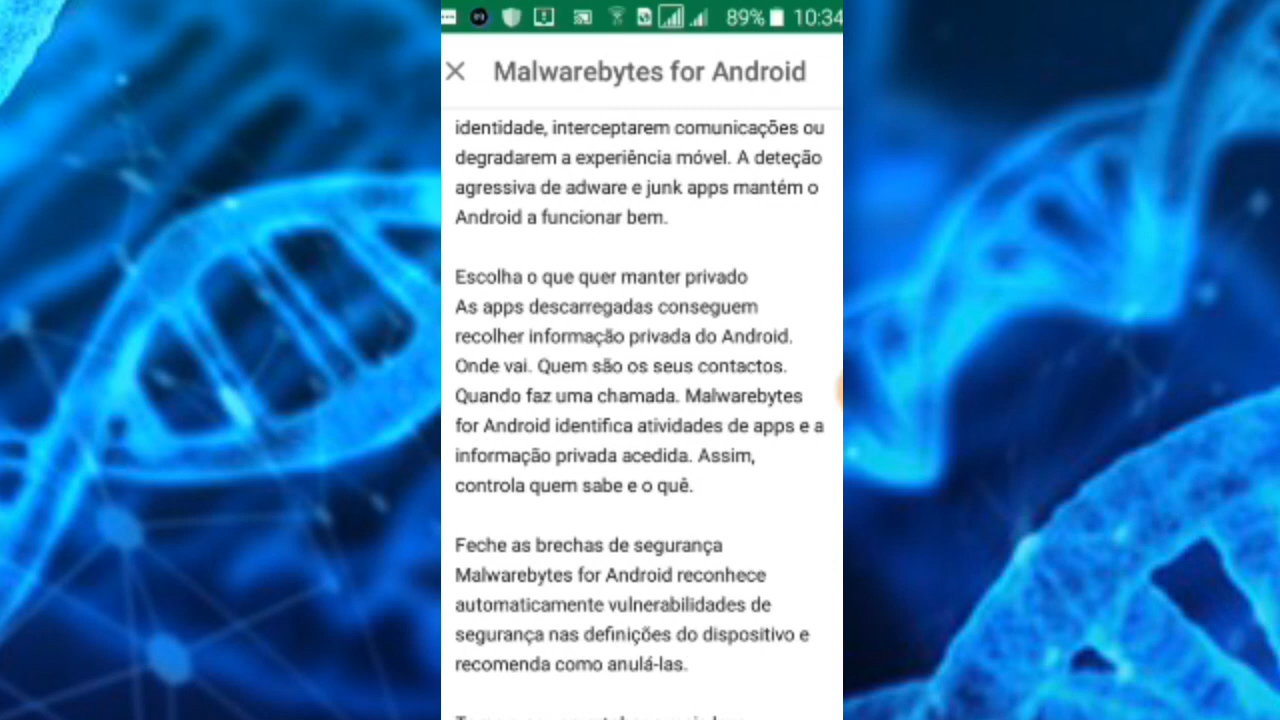 89% 10:34
Malwarebytes for Android
identidade, interceptarem comunicações ou
degradarem a experiência móvel. A deteção
agressiva de adware e junk apps mantém o
Android a funcionar bem.
Escolha o que quer manter privado
As apps descarregadas conseguem
recolher informação privada do Android.
Onde vai. Quem são os seus contactos.
Quando faz uma chamada. Malwarebytes
for Android identifica atividades de apps e a
informação privada acedida. Assim,
controla quem sabe e o quê.
Feche as brechas de segurança
Malwarebytes for Android reconhece
automaticamente vulnerabilidades de
segurança nas definições do dispositivo e
recomenda como anulá-las.